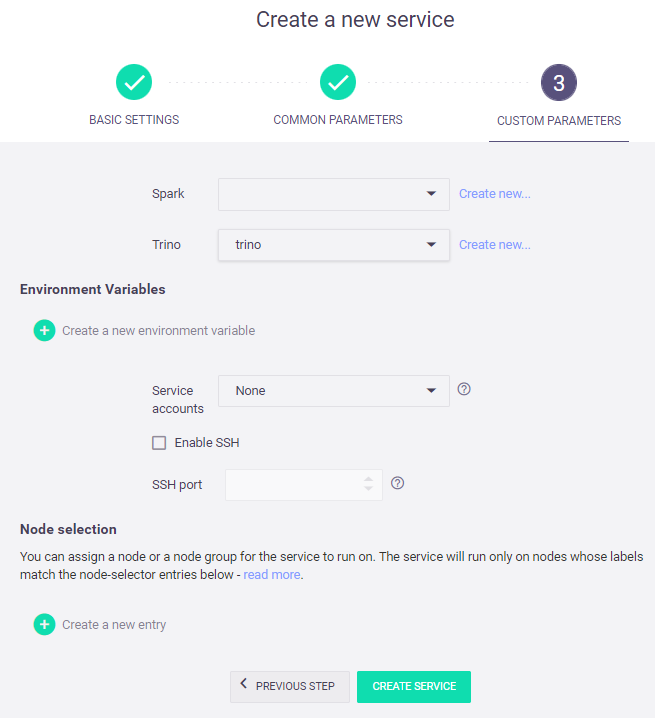 Create a new service
3
BASIC SETTINGS
COMMON PARAMETERS
CUSTOM PARAMETERS
Spark
Create new...
Trino
trino
Create new...
Environment Variables
+ Create a new environment variable
Service
accounts
None
?
Enable SSH
SSH port
?
Node selection
You can assign a node or a node group for the service to run on. The service will run only on nodes whose labels
match the node-selector entries below - read more.
+ Create a new entry
< PREVIOUS STEP
CREATE SERVICE